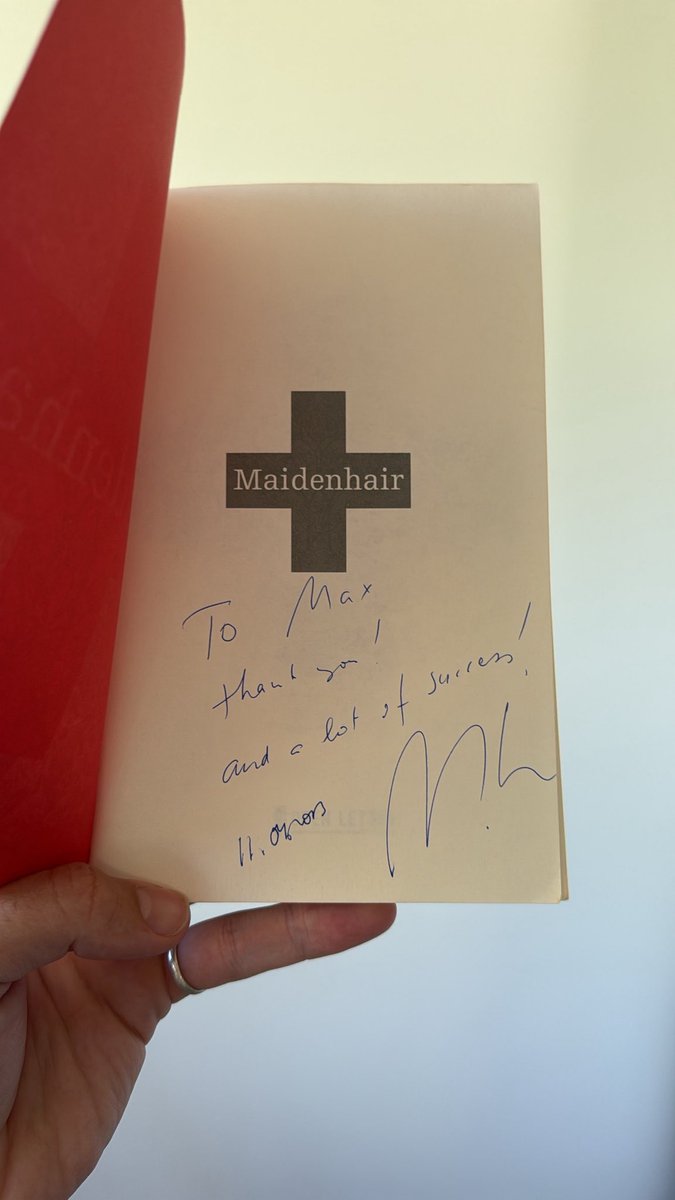 Maidenhair
To Max
thank you!
and a lot of success!